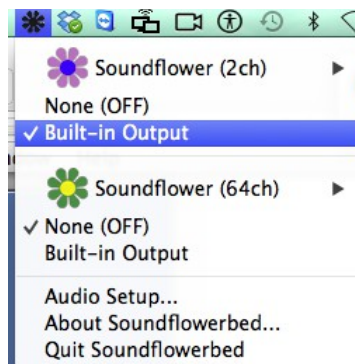 Soundflower (2ch)
None (OFF)
Built-in Output
Soundflower (64ch)
None (OFF)
Built-in Output
Audio Setup...
About Soundflowerbed...
Quit Soundflowerbed